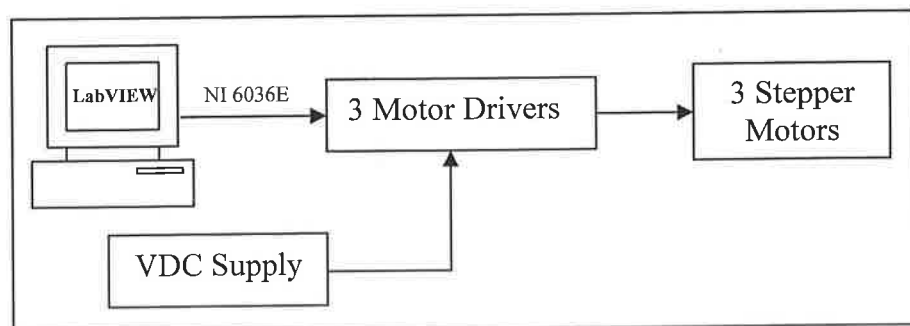 LabVIEW
NI 6036E
3 Motor Drivers
3 Stepper
Motors
VDC Supply